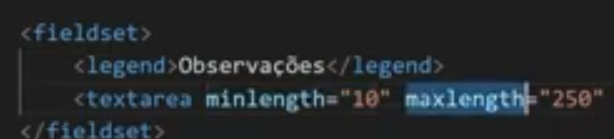 <fieldset>
<legend>Observações</legend>
<textarea minlength="10" maxlength="250"
</fieldset>